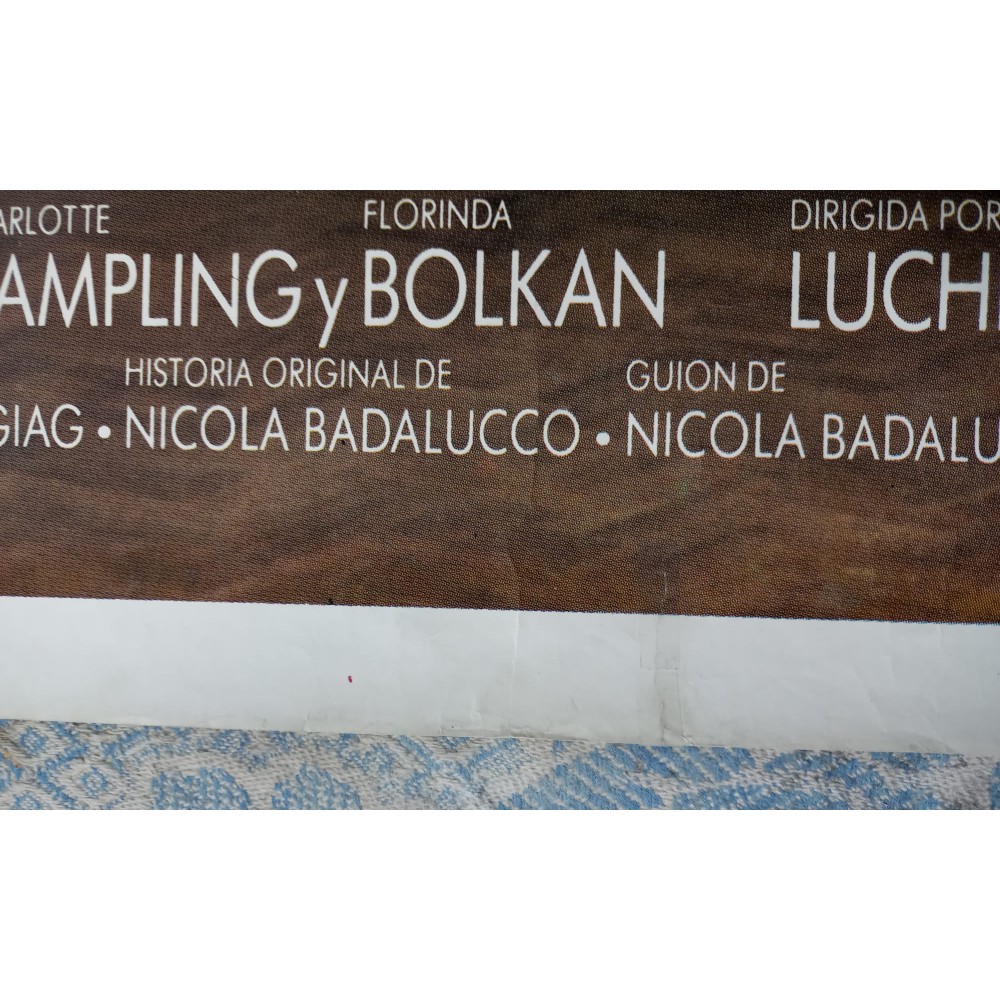 ARLOTTE FLORINDA DIRIGIDA POR
AMPLING y BOLKAN LUCH
HISTORIA ORIGINAL DE GUION DE
GIAG • NICOLA BADALUCCO • NICOLA BADALU